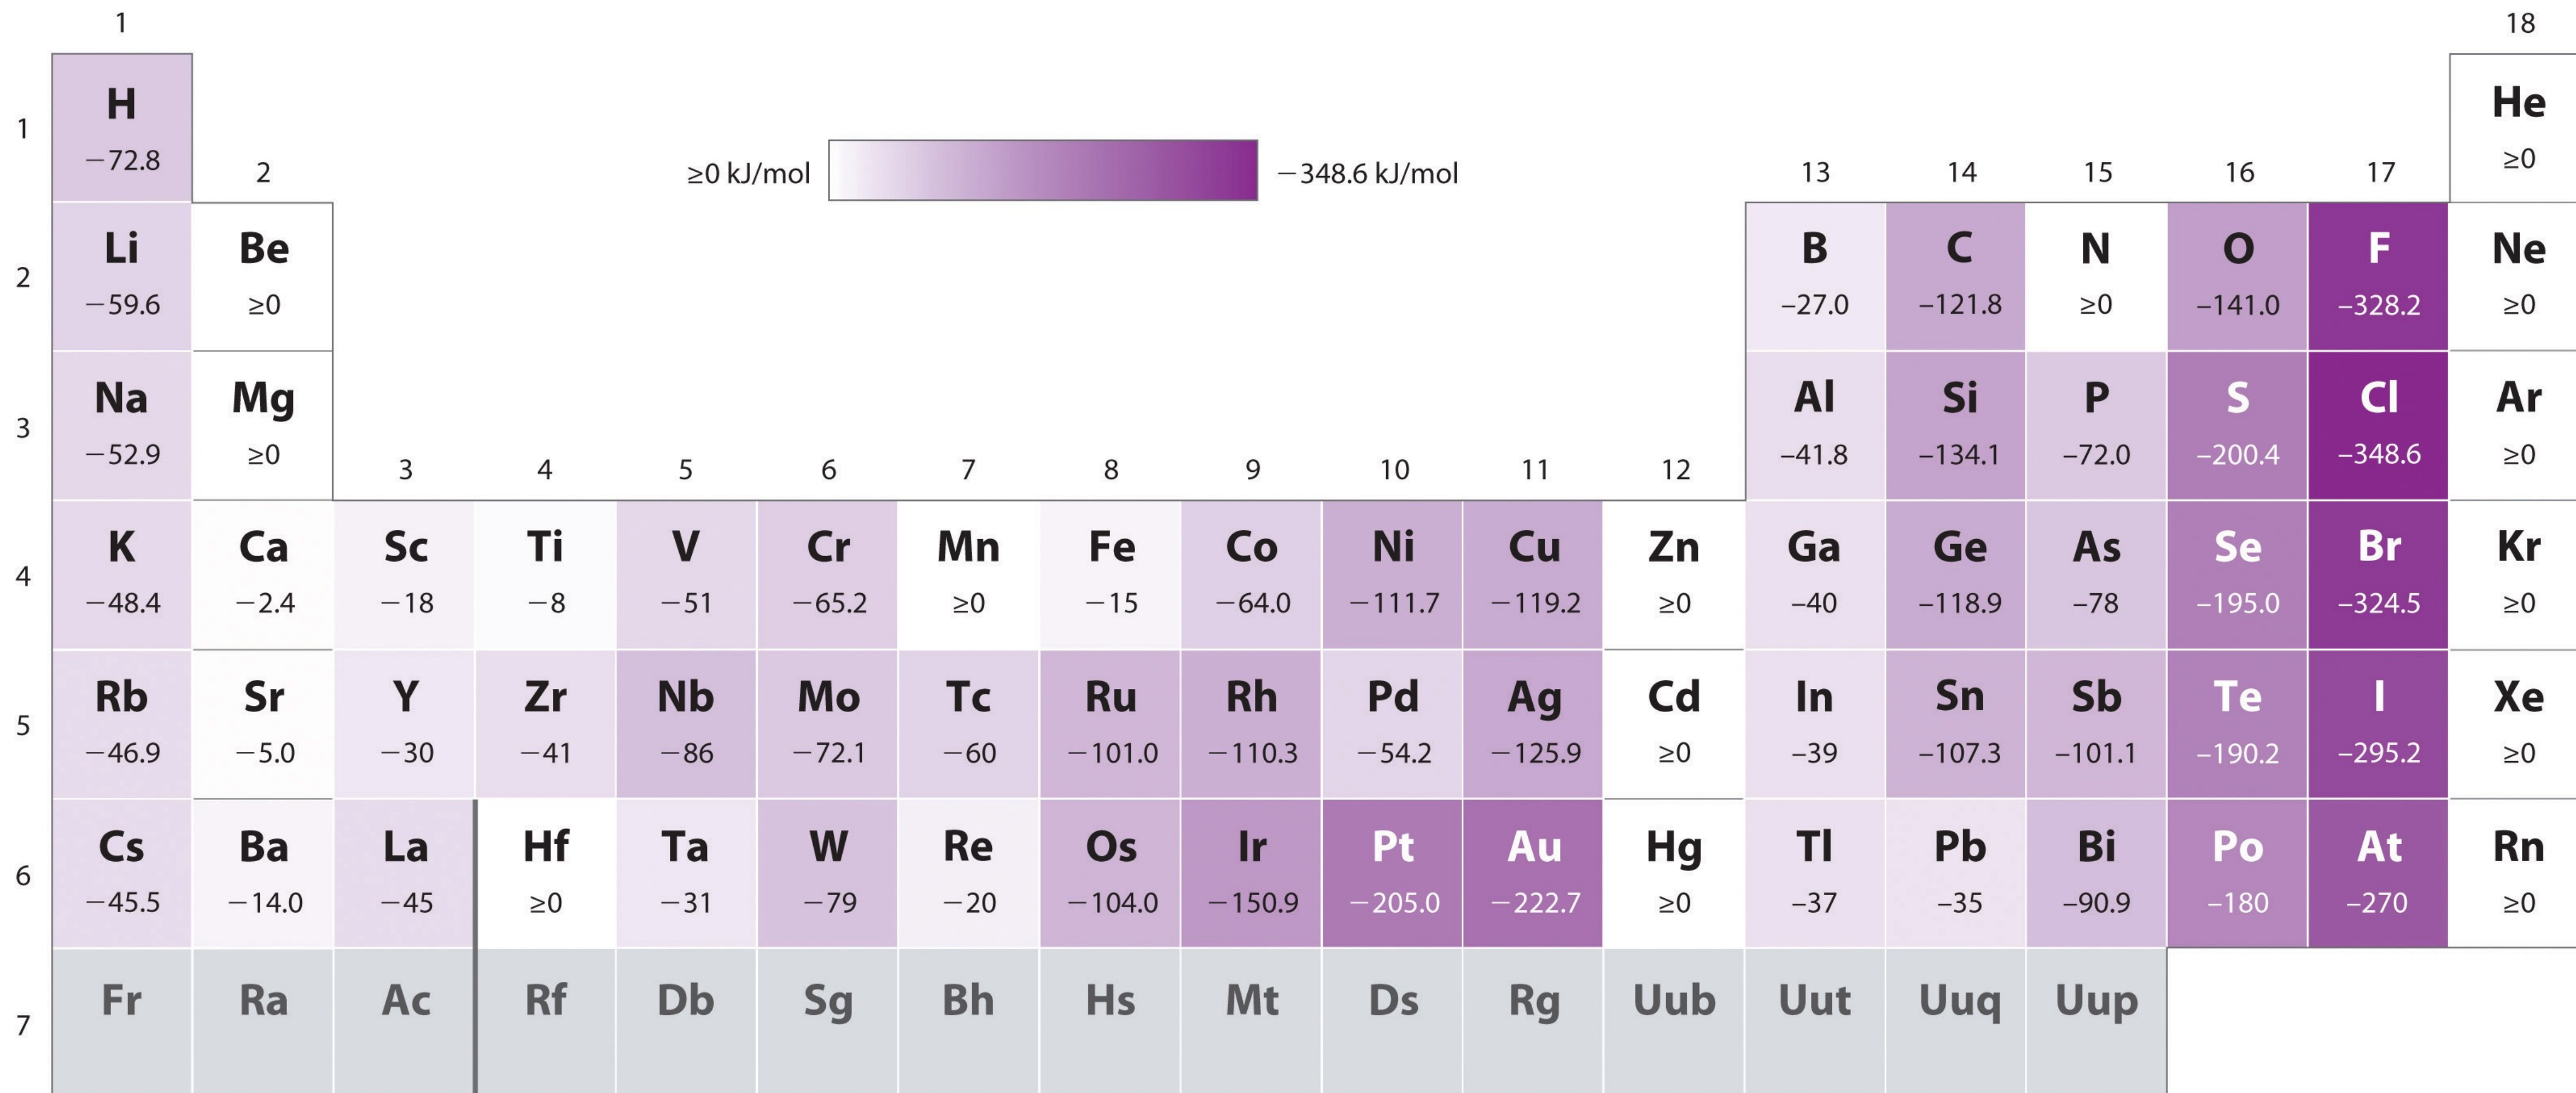 1 18
H He
1
−72.8 2 ≥0 kJ/mol −348.6 kJ/mol 13 14 15 16 17 ≥0
Li Be B C N O F Ne
2
−59.6 ≥0 –27.0 –121.8 ≥0 –141.0 –328.2 ≥0
Na Mg Al Si P S Cl Ar
3
−52.9 ≥0 3 4 5 6 7 8 9 10 11 12 –41.8 –134.1 –72.0 –200.4 –348.6 ≥0
K Ca Sc Ti V Cr Mn Fe Co Ni Cu Zn Ga Ge As Se Br Kr
4
−48.4 −2.4 −18 −8 −51 −65.2 ≥0 −15 −64.0 −111.7 −119.2 ≥0 –40 –118.9 –78 –195.0 –324.5 ≥0
Rb Sr Y Zr Nb Mo Tc Ru Rh Pd Ag Cd In Sn Sb Te I Xe
5
−46.9 −5.0 −30 −41 −86 −72.1 −60 −101.0 −110.3 −54.2 −125.9 ≥0 –39 –107.3 –101.1 –190.2 –295.2 ≥0
Cs Ba La Hf Ta W Re Os Ir Pt Au Hg Tl Pb Bi Po At Rn
6
−45.5 −14.0 −45 ≥0 −31 −79 −20 −104.0 −150.9 −205.0 −222.7 ≥0 –37 –35 –90.9 –180 –270 ≥0
Fr Ra Ac Rf Db Sg Bh Hs Mt Ds Rg Uub Uut Uuq Uup
7